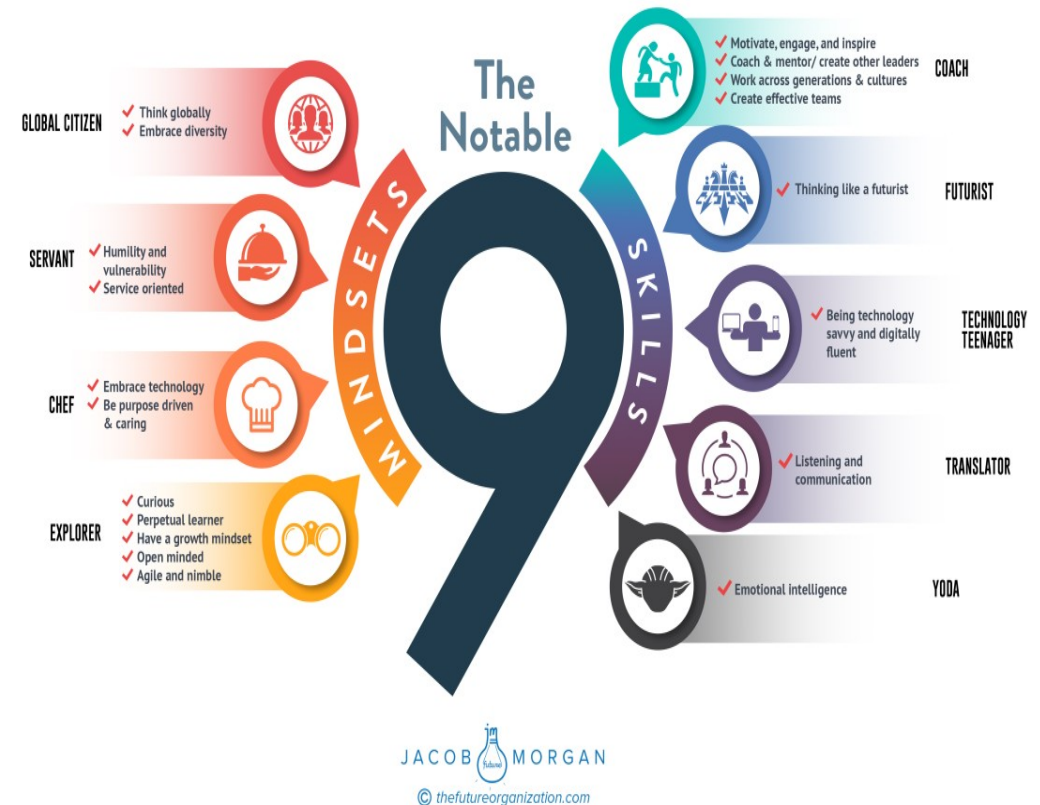 The
Notable
9
MINDSETS
GLOBAL CITIZEN
Think globally
Embrace diversity
SERVANT
Humility and
vulnerability
Service oriented
CHEF
Embrace technology
Be purpose driven
& caring
EXPLORER
Curious
Perpetual learner
Have a growth mindset
Open minded
Agile and nimble
SKILLS
Motivate, engage, and inspire
Coach & mentor/ create other leaders
Work across generations & cultures
Create effective teams
COACH
Thinking like a futurist
FUTURIST
Being technology
savvy and digitally
fluent
TECHNOLOGY
TEENAGER
Listening and
communication
TRANSLATOR
Emotional intelligence
YODA
jm
JACOB MORGAN
futurist
© thefutureorganization.com